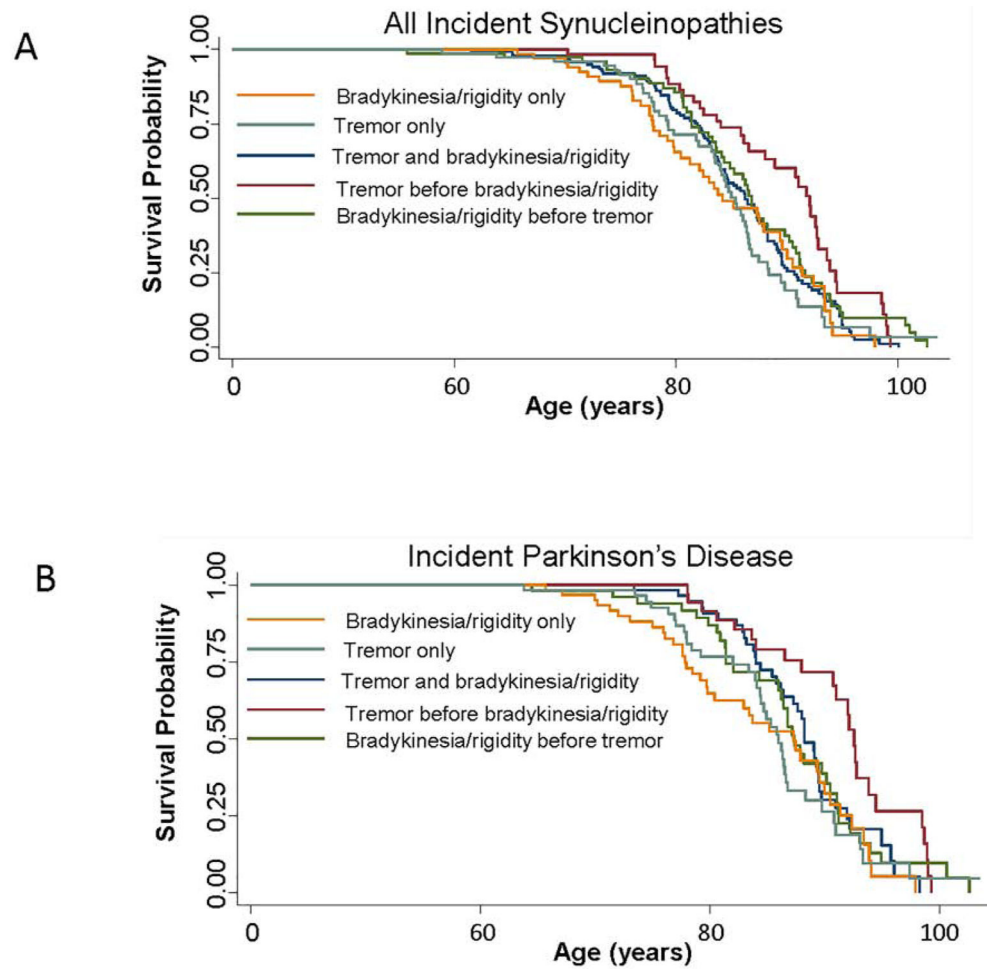 A
All Incident Synucleinopathies
Survival Probability
1.00
0.75
0.50
0.25
0.00
Bradykinesia/rigidity only
Tremor only
Tremor and bradykinesia/rigidity
Tremor before bradykinesia/rigidity
Bradykinesia/rigidity before tremor
0 60 80 100
Age (years)
B
Incident Parkinson's Disease
Survival Probability
1.00
0.75
0.50
0.25
0.00
Bradykinesia/rigidity only
Tremor only
Tremor and bradykinesia/rigidity
Tremor before bradykinesia/rigidity
Bradykinesia/rigidity before tremor
0 60 80 100
Age (years)